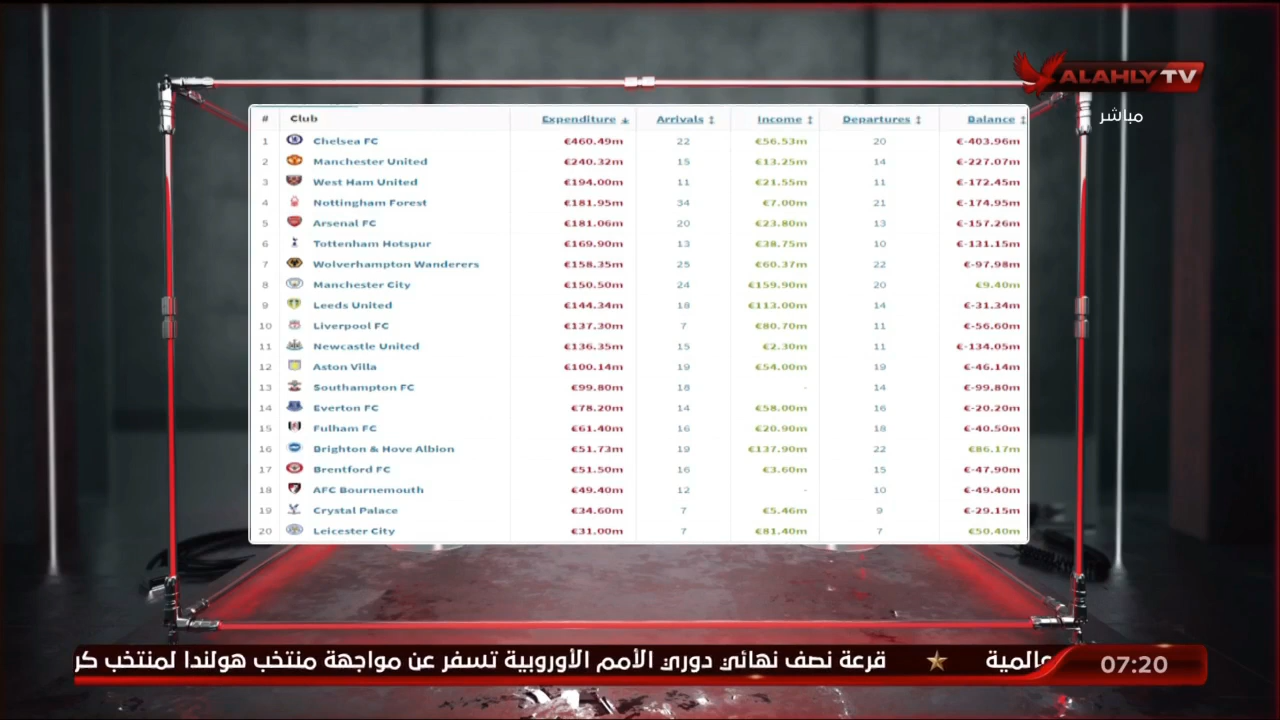 ALAHLY TV
مباشر
# Club Expenditure Arrivals Income Departures Balance
1 Chelsea FC €460.49m 22 €56.53m 20 €-403.96m
2 Manchester United €240.32m 15 €13.25m 14 €-227.07m
3 West Ham United €194.00m 11 €21.55m 11 €-172.45m
4 Nottingham Forest €181.95m 34 €7.00m 21 €-174.95m
5 Arsenal FC €181.06m 20 €23.80m 13 €-157.26m
6 Tottenham Hotspur €169.90m 13 €38.75m 10 €-131.15m
7 Wolverhampton Wanderers €158.35m 25 €60.37m 22 €-97.98m
8 Manchester City €150.50m 24 €159.90m 20 €9.40m
9 Leeds United €144.34m 18 €113.00m 14 €-31.34m
10 Liverpool FC €137.30m 7 €80.70m 11 €-56.60m
11 Newcastle United €136.35m 15 €2.30m 11 €-134.05m
12 Aston Villa €100.14m 19 €54.00m 19 €-46.14m
13 Southampton FC €99.80m 18 - 14 €-99.80m
14 Everton FC €78.20m 14 €58.00m 16 €-20.20m
15 Fulham FC €61.40m 16 €20.90m 18 €-40.50m
16 Brighton & Hove Albion €51.73m 19 €137.90m 22 €86.17m
17 Brentford FC €51.50m 16 €3.60m 15 €-47.90m
18 AFC Bournemouth €49.40m 12 - 10 €-49.40m
19 Crystal Palace €34.60m 7 €5.46m 9 €-29.15m
20 Leicester City €31.00m 7 €81.40m 7 €50.40m
قرعة نصف نهائي دوري الأمم الأوروبية تسفر عن مواجهة منتخب هولندا لمنتخب
07:20